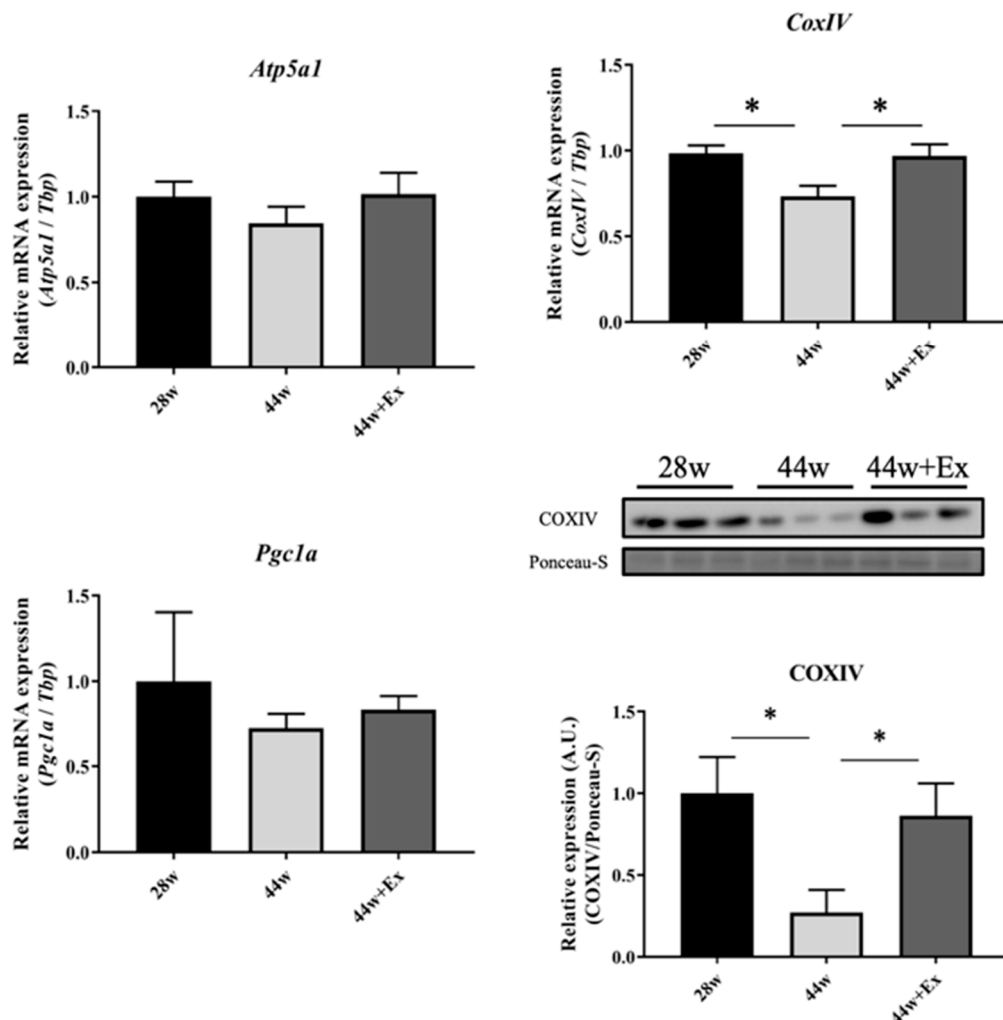 Atp5a1
Relative mRNA expression
(Atp5a1 / Tbp)
1.5
1.0
0.5
0.0
28w
44w
44w+Ex
CoxIV
Relative mRNA expression
(CoxIV / Tbp)
1.5
1.0
0.5
0.0
*
*
28w
44w
44w+Ex
28w 44w 44w+Ex
COXIV
Ponceau-S
Pgc1a
Relative mRNA expression
(Pgc1a / Tbp)
1.5
1.0
0.5
0.0
28w
44w
44w+Ex
COXIV
Relative expression (A.U.)
(COXIV/Ponceau-S)
1.5
1.0
0.5
0.0
*
*
28w
44w
44w+Ex